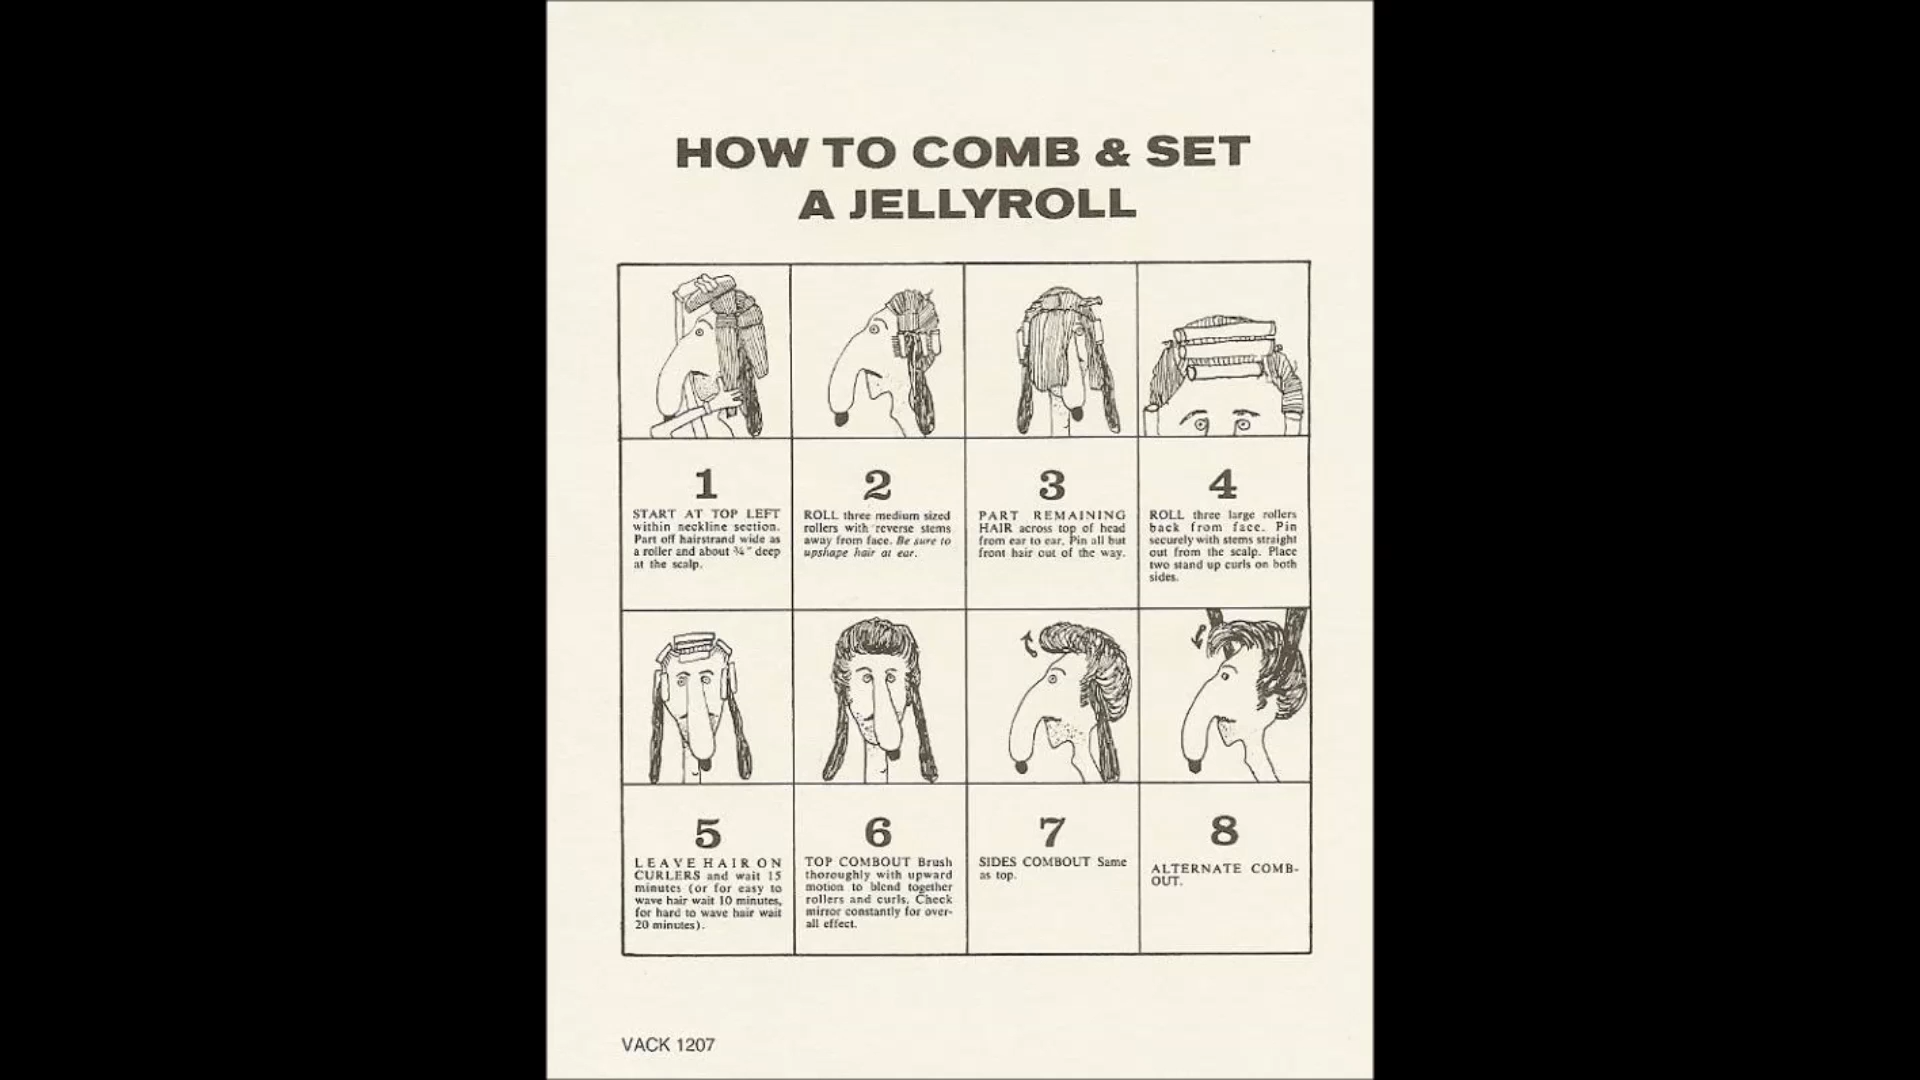 HOW TO COMB & SET
A JELLYROLL
1
START AT TOP LEFT
within neckline section.
Part off hairstrand wide as
a roller and about ¾" deep
at the scalp.
2
ROLL three medium sized
rollers with reverse stems
away from face. Be sure to
upshape hair at ear.
3
PART REMAINING
HAIR across top of head
from ear to ear. Pin all but
front hair out of the way.
4
ROLL three large rollers
back from face. Pin
securely with stems straight
out from the scalp. Place
two stand up curls on both
sides.
5
LEAVE HAIR ON
CURLERS and wait 15
minutes (or for easy to
wave hair wait 10 minutes,
for hard to wave hair wait
20 minutes).
6
TOP COMBOUT Brush
thoroughly with upward
motion to blend together
rollers and curls. Check
mirror constantly for over-
all effect.
7
SIDES COMBOUT Same
as top.
8
ALTERNATE COMB-
OUT.
VACK 1207